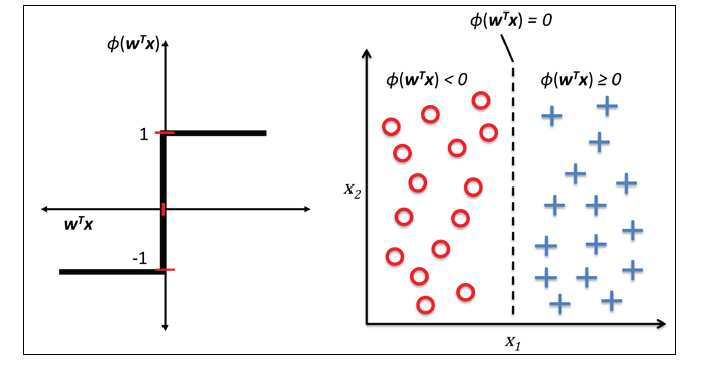 ϕ(wᵀx)
1
wᵀx
-1
ϕ(wᵀx) = 0
ϕ(wᵀx) < 0
ϕ(wᵀx) ≥ 0
x₂
x₁